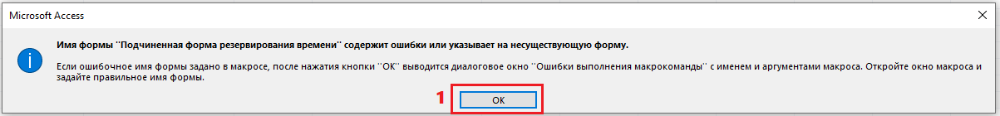 Microsoft Access
Имя формы "Подчиненная форма резервирования времени" содержит ошибки или указывает на несуществующую форму.
Если ошибочное имя формы задано в макросе, после нажатия кнопки "ОК" выводится диалоговое окно "Ошибки выполнения макрокоманды" с именем и аргументами макроса. Откройте окно макроса и
задайте правильное имя формы.
1
ОК